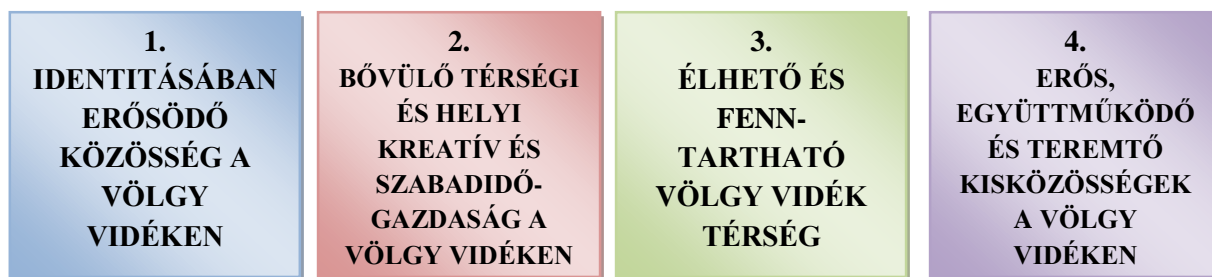 1.
IDENTITÁSÁBAN
ERŐSÖDŐ
KÖZÖSSÉG A
VÖLGY
VIDÉKEN
2.
BŐVÜLŐ TÉRSÉGI
ÉS HELYI
KREATÍV ÉS
SZABADIDŐ-
GAZDASÁG A
VÖLGY VIDÉKEN
3.
ÉLHETŐ ÉS
FENN-
TARTHATÓ
VÖLGY VIDÉK
TÉRSÉG
4.
ERŐS,
EGYÜTTMŰKÖDŐ
ÉS TEREMTŐ
KISKÖZÖSSÉGEK
A VÖLGY
VIDÉKEN